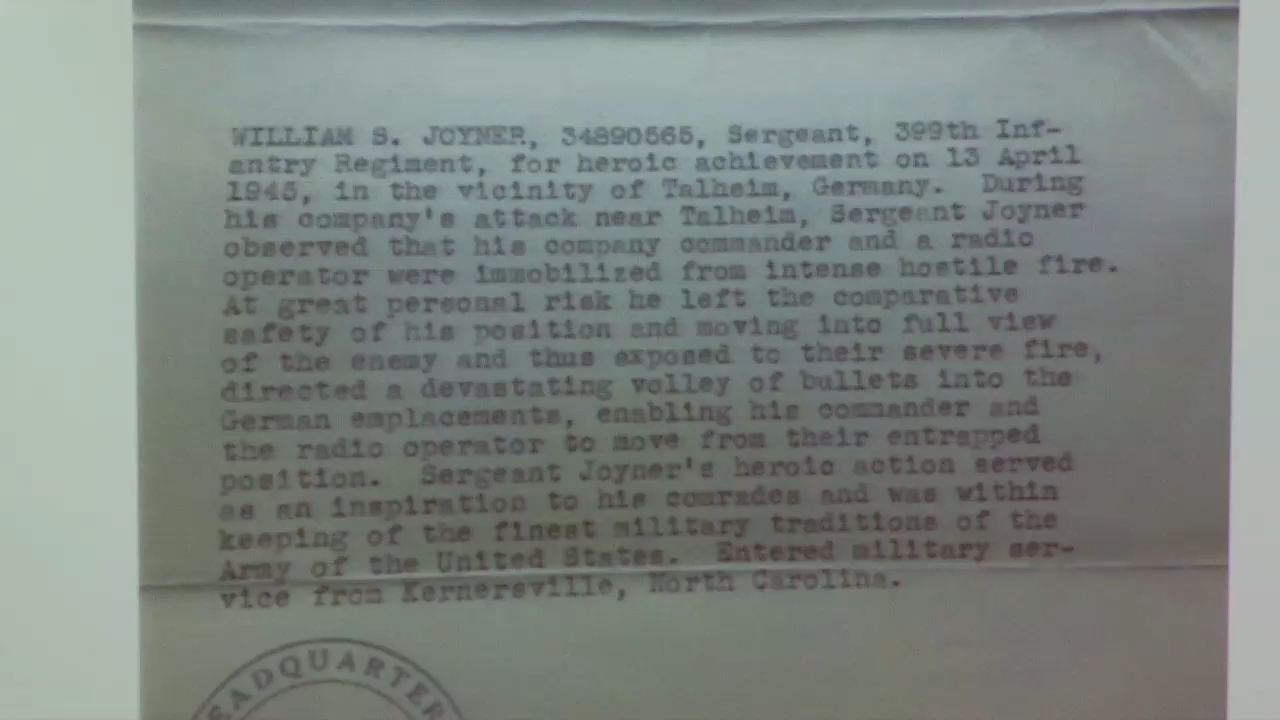 WILLIAM S. JOYNER, 34890565, Sergeant, 399th Inf-
antry Regiment, for heroic achievement on 13 April
1945, in the vicinity of Talheim, Germany. During
his company's attack near Talheim, Sergeant Joyner
observed that his company commander and a radio
operator were immobilized from intense hostile fire.
At great personal risk he left the comparative
safety of his position and moving into full view
of the enemy and thus exposed to their severe fire,
directed a devastating volley of bullets into the
German emplacements, enabling his commander and
the radio operator to move from their entrapped
position. Sergeant Joyner's heroic action served
as an inspiration to his comrades and was within
keeping of the finest military traditions of the
Army of the United States. Entered military ser-
vice from Kernersville, North Carolina.
EADQUARTER